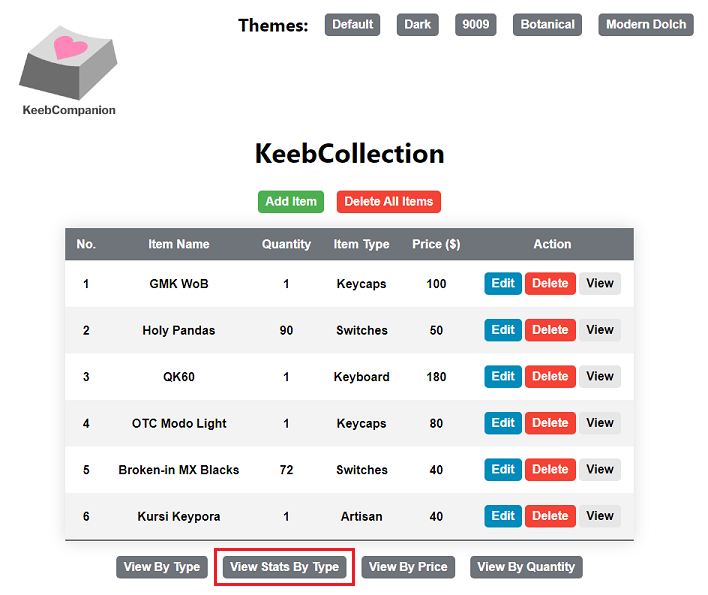 Themes: Default Dark 9009 Botanical Modern Dolch
KeebCompanion
KeebCollection
Add Item Delete All Items
No. Item Name Quantity Item Type Price ($) Action
1 GMK WoB 1 Keycaps 100 Edit Delete View
2 Holy Pandas 90 Switches 50 Edit Delete View
3 QK60 1 Keyboard 180 Edit Delete View
4 OTC Modo Light 1 Keycaps 80 Edit Delete View
5 Broken-in MX Blacks 72 Switches 40 Edit Delete View
6 Kursi Keypora 1 Artisan 40 Edit Delete View
View By Type View Stats By Type View By Price View By Quantity